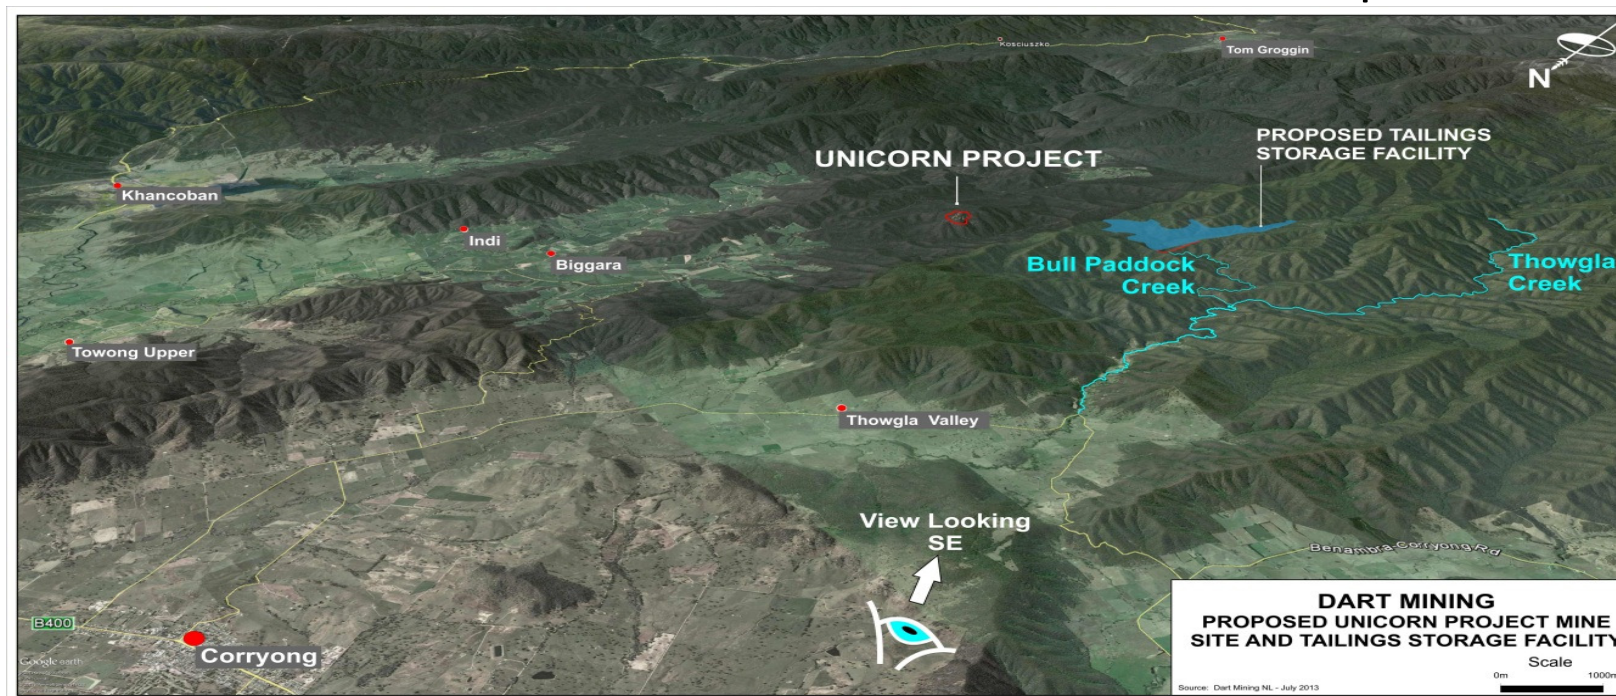 Kosciuszko
Tom Groggin
N
PROPOSED TAILINGS
STORAGE FACILITY
UNICORN PROJECT
Khancoban
Indi
Biggara
Bull Paddock
Creek
Thowgla
Creek
Towong Upper
Thowgla Valley
View Looking
SE
Benambra-Corryong Rd
B400
Corryong
Google earth
DART MINING
PROPOSED UNICORN PROJECT MINE
SITE AND TAILINGS STORAGE FACILITY
Scale
0m 1000m
Source: Dart Mining NL - July 2013